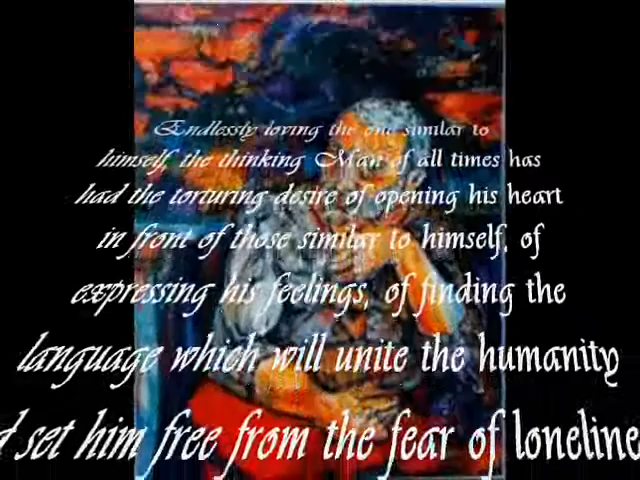 Endlessly loving the one similar to
himself, the thinking Man of all times has
had the torturing desire of opening his heart
in front of those similar to himself, of
expressing his feelings, of finding the
language which will unite the humanity
d set him free from the fear of loneline